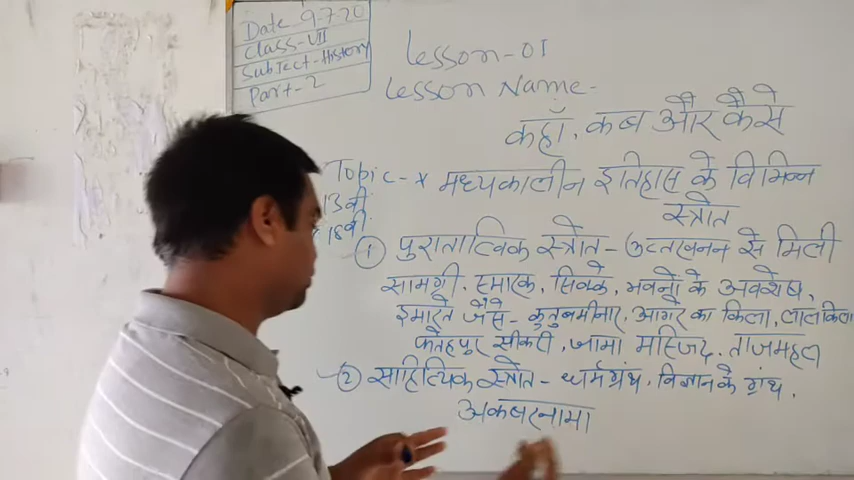 Date 9-7-20
Class-VII
Subject-History
Part-2
Lesson-01
Lesson Name-
कहाँ, कब और कैसे
Topic-* मध्यकालीन इतिहास के विभिन्न
स्त्रोत
13वी
18वी
① पुरातात्विक स्त्रोत- उत्तखनन से मिली
सामग्री, स्मारक, सिक्के, भवनों के अवशेष,
इमारते जैसे- कुतुबमीनार, आगरे का किला, लालकिला
फतेहपुर सीकरी, जामा मस्जिद, ताजमहल
② साहित्यिक स्त्रोत- धर्मग्रंथ, विज्ञान के ग्रंथ,
अकबरनामा